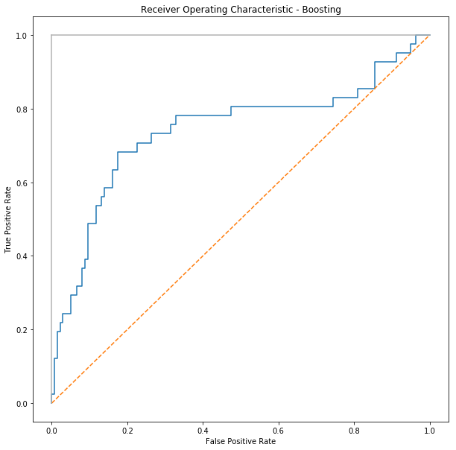 Receiver Operating Characteristic - Boosting
1.0
0.8
0.6
0.4
0.2
0.0
True Positive Rate
0.0 0.2 0.4 0.6 0.8 1.0
False Positive Rate